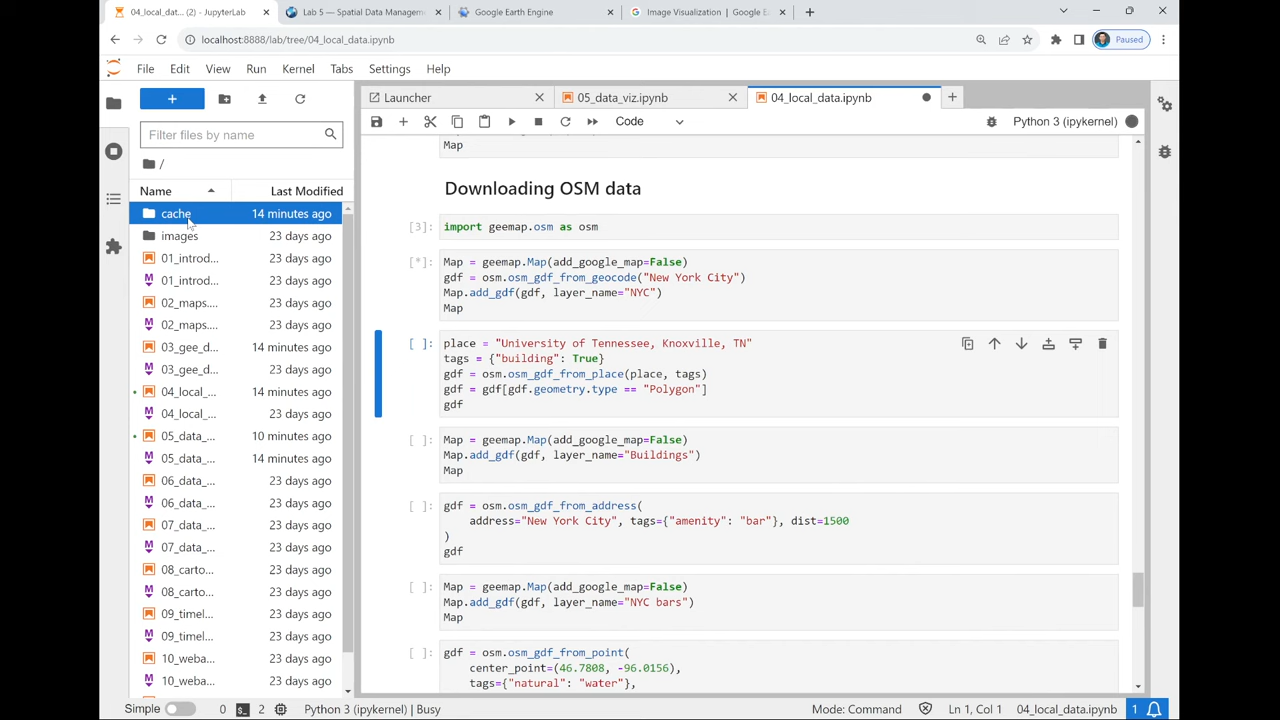 04_local_dat... (2) - JupyterLab
Lab 5 — Spatial Data Managem
Google Earth Engine
Image Visualization | Google E
localhost:8888/lab/tree/04_local_data.ipynb
Paused
File Edit View Run Kernel Tabs Settings Help
Launcher
05_data_viz.ipynb
04_local_data.ipynb
Filter files by name
Code
Python 3 (ipykernel)
/
Name Last Modified
cache 14 minutes ago
images 23 days ago
01_introd... 23 days ago
01_introd... 23 days ago
02_maps.... 23 days ago
02_maps.... 23 days ago
03_gee_d... 14 minutes ago
03_gee_d... 23 days ago
04_local_... 14 minutes ago
04_local_... 23 days ago
05_data_... 10 minutes ago
05_data_... 14 minutes ago
06_data_... 23 days ago
06_data_... 23 days ago
07_data_... 23 days ago
07_data_... 23 days ago
08_carto... 23 days ago
08_carto... 23 days ago
09_timel... 23 days ago
09_timel... 23 days ago
10_weba... 23 days ago
10_weba... 23 days ago
Map
Downloading OSM data
[3]: import geemap.osm as osm
[*]: Map = geemap.Map(add_google_map=False)
gdf = osm.osm_gdf_from_geocode("New York City")
Map.add_gdf(gdf, layer_name="NYC")
Map
[ ]: place = "University of Tennessee, Knoxville, TN"
tags = {"building": True}
gdf = osm.osm_gdf_from_place(place, tags)
gdf = gdf[gdf.geometry.type == "Polygon"]
gdf
[ ]: Map = geemap.Map(add_google_map=False)
Map.add_gdf(gdf, layer_name="Buildings")
Map
[ ]: gdf = osm.osm_gdf_from_address(
address="New York City", tags={"amenity": "bar"}, dist=1500
)
gdf
[ ]: Map = geemap.Map(add_google_map=False)
Map.add_gdf(gdf, layer_name="NYC bars")
Map
[ ]: gdf = osm.osm_gdf_from_point(
center_point=(46.7808, -96.0156),
tags={"natural": "water"},
Simple 0 2 Python 3 (ipykernel) | Busy Mode: Command Ln 1, Col 1 04_local_data.ipynb 1